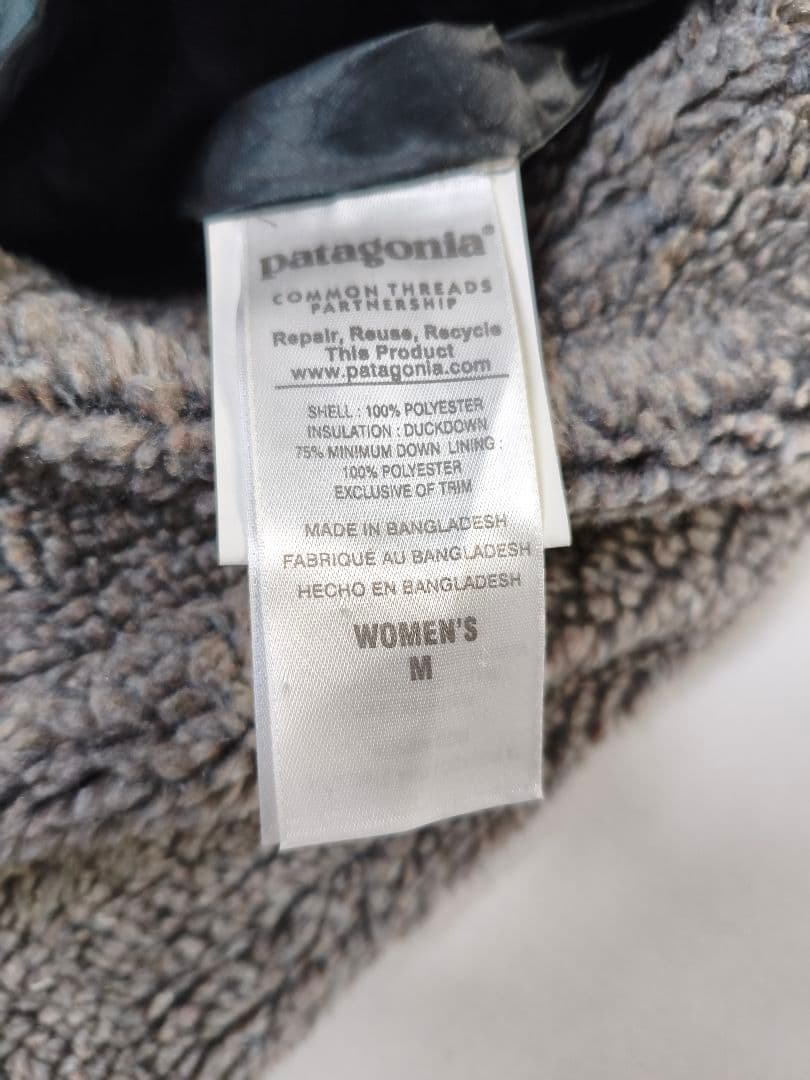 patagonia®
COMMON THREADS
PARTNERSHIP
Repair, Reuse, Recycle
This Product
www.patagonia.com
SHELL : 100% POLYESTER
INSULATION : DUCKDOWN
75% MINIMUM DOWN LINING :
100% POLYESTER
EXCLUSIVE OF TRIM
MADE IN BANGLADESH
FABRIQUE AU BANGLADESH
HECHO EN BANGLADESH
WOMEN'S
M